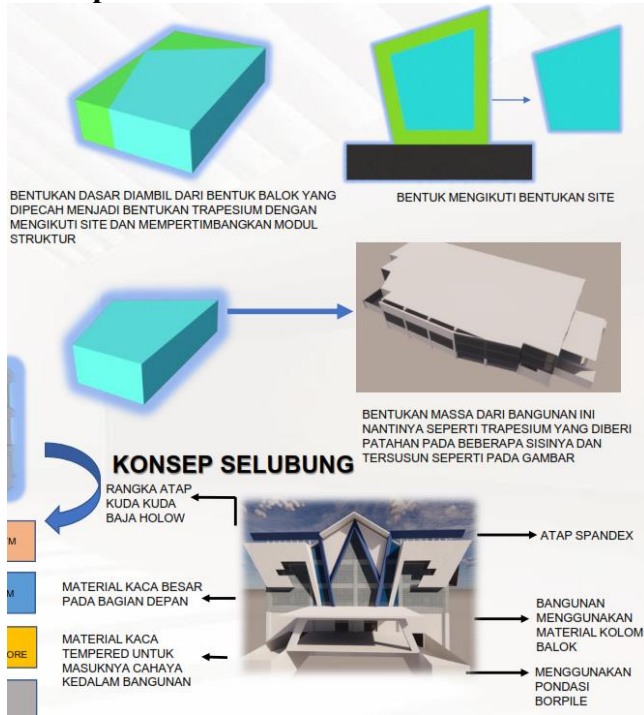 BENTUKAN DASAR DIAMBIL DARI BENTUK BALOK YANG
DIPECAH MENJADI BENTUKAN TRAPESIUM DENGAN
MENGIKUTI SITE DAN MEMPERTIMBANGKAN MODUL
STRUKTUR
BENTUK MENGIKUTI BENTUKAN SITE
BENTUKAN MASSA DARI BANGUNAN INI
NANTINYA SEPERTI TRAPESIUM YANG DIBERI
PATAHAN PADA BEBERAPA SISINYA DAN
TERSUSUN SEPERTI PADA GAMBAR
KONSEP SELUBUNG
RANGKA ATAP
KUDA KUDA
BAJA HOLOW
ATAP SPANDEX
MATERIAL KACA BESAR
PADA BAGIAN DEPAN
BANGUNAN
MENGGUNAKAN
MATERIAL KOLOM
BALOK
MATERIAL KACA
TEMPERED UNTUK
MASUKNYA CAHAYA
KEDALAM BANGUNAN
MENGGUNAKAN
PONDASI
BORPILE
ORE